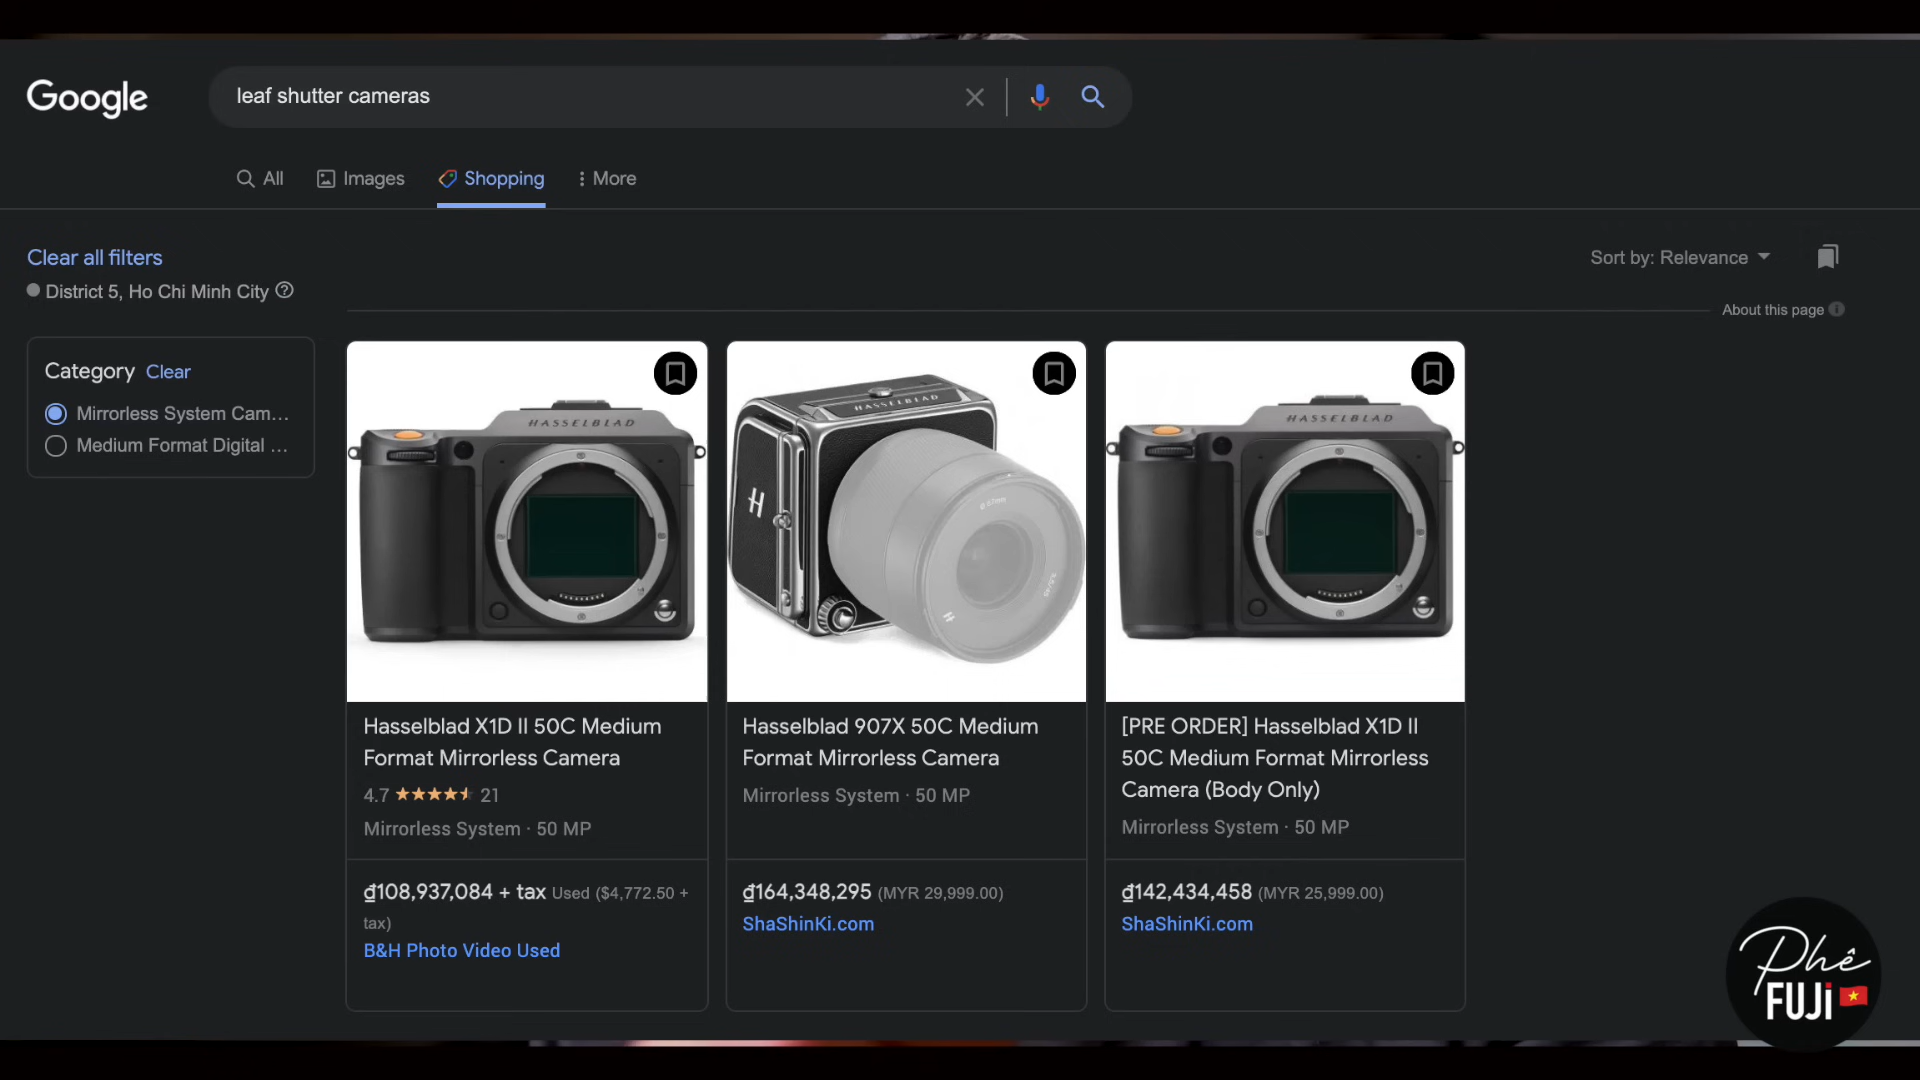 Google
leaf shutter cameras
All
Images
Shopping
More
Clear all filters
District 5, Ho Chi Minh City
Sort by: Relevance
About this page
Category Clear
Mirrorless System Cam...
Medium Format Digital ...
HASSELBLAD
HASSELBLAD
H
HASSELBLAD
Hasselblad X1D II 50C Medium
Format Mirrorless Camera
4.7 21
Mirrorless System · 50 MP
₫108,937,084 + tax Used ($4,772.50 +
tax)
B&H Photo Video Used
Hasselblad 907X 50C Medium
Format Mirrorless Camera
Mirrorless System · 50 MP
₫164,348,295 (MYR 29,999.00)
ShaShinKi.com
[PRE ORDER] Hasselblad X1D II
50C Medium Format Mirrorless
Camera (Body Only)
Mirrorless System · 50 MP
₫142,434,458 (MYR 25,999.00)
ShaShinKi.com
Phê
FUJi